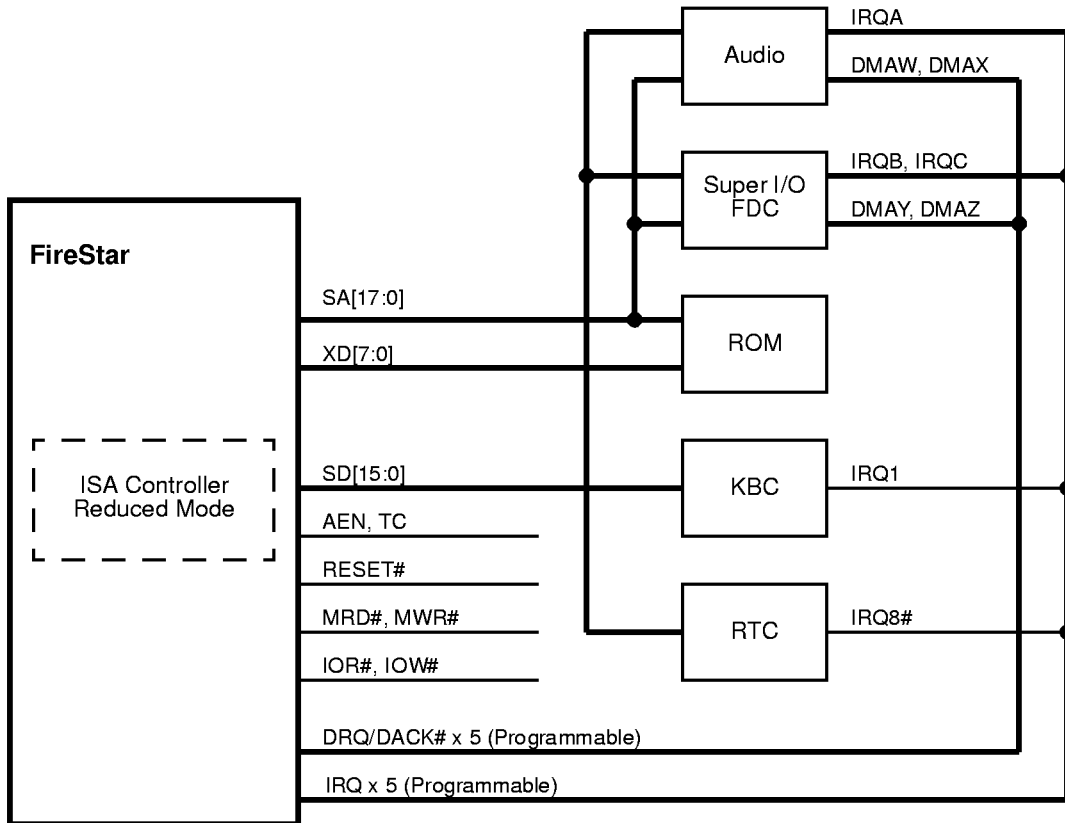 IRQA
Audio
DMAW, DMAX
IRQB, IRQC
Super I/O
FDC
DMAY, DMAZ
FireStar
SA[17:0]
ROM
XD[7:0]
ISA Controller
Reduced Mode
SD[15:0]
KBC
IRQ1
AEN, TC
RESET#
MRD#, MWR#
RTC
IRQ8#
IOR#, IOW#
DRQ/DACK# x 5 (Programmable)
IRQ x 5 (Programmable)